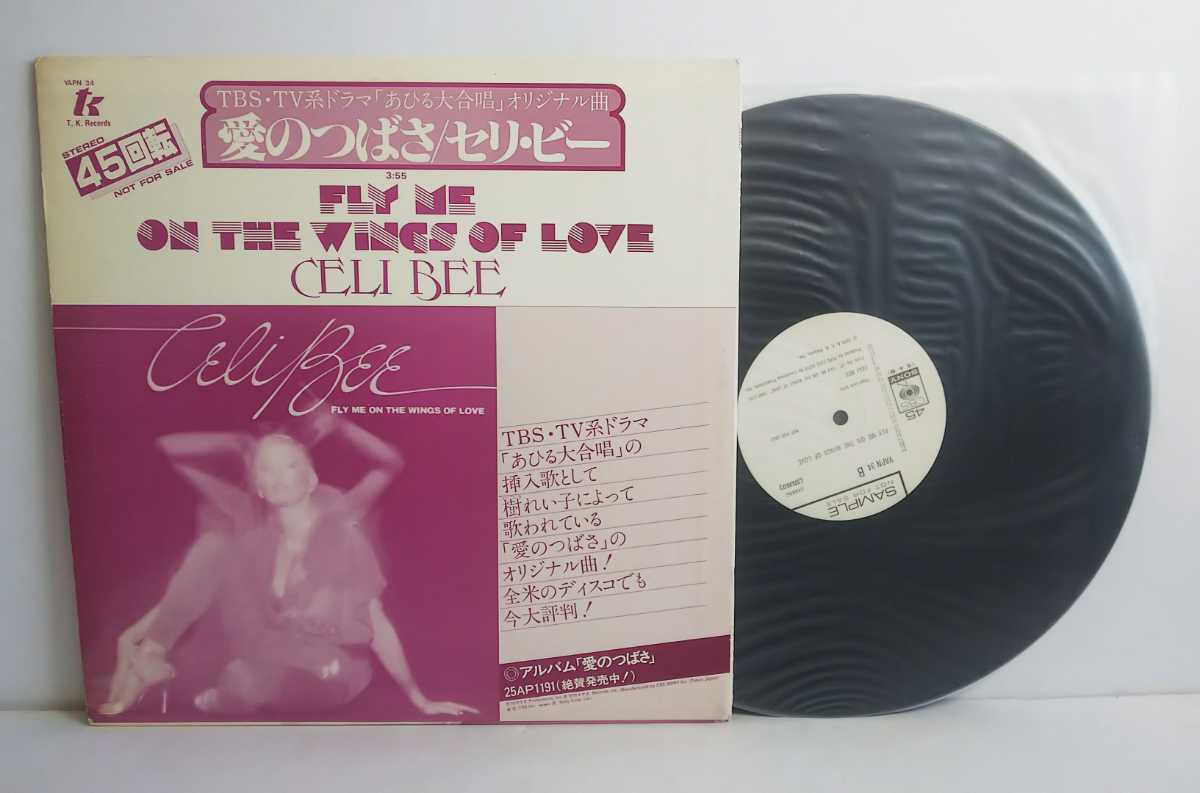 YAPN 34
tk
T. K. Records
STEREO
45回転
NOT FOR SALE
TBS・TV系ドラマ「あひる大合唱」オリジナル曲
愛のつばさ/セリ・ビー
3:55
FLY ME
ON THE WINGS OF LOVE
CELI BEE
Celi Bee
FLY ME ON THE WINGS OF LOVE
TBS・TV系ドラマ
「あひる大合唱」の
挿入歌として
樹れい子によって
歌われている
「愛のつばさ」の
オリジナル曲!
全米のディスコでも
今大評判!
◎アルバム「愛のつばさ」
25AP1191(絶賛発売中!)
CBS
SONY
45
FLY ME ON THE WINGS OF LOVE
CELI BEE
YAPN 34 B
SAMPLE
NOT FOR SALE